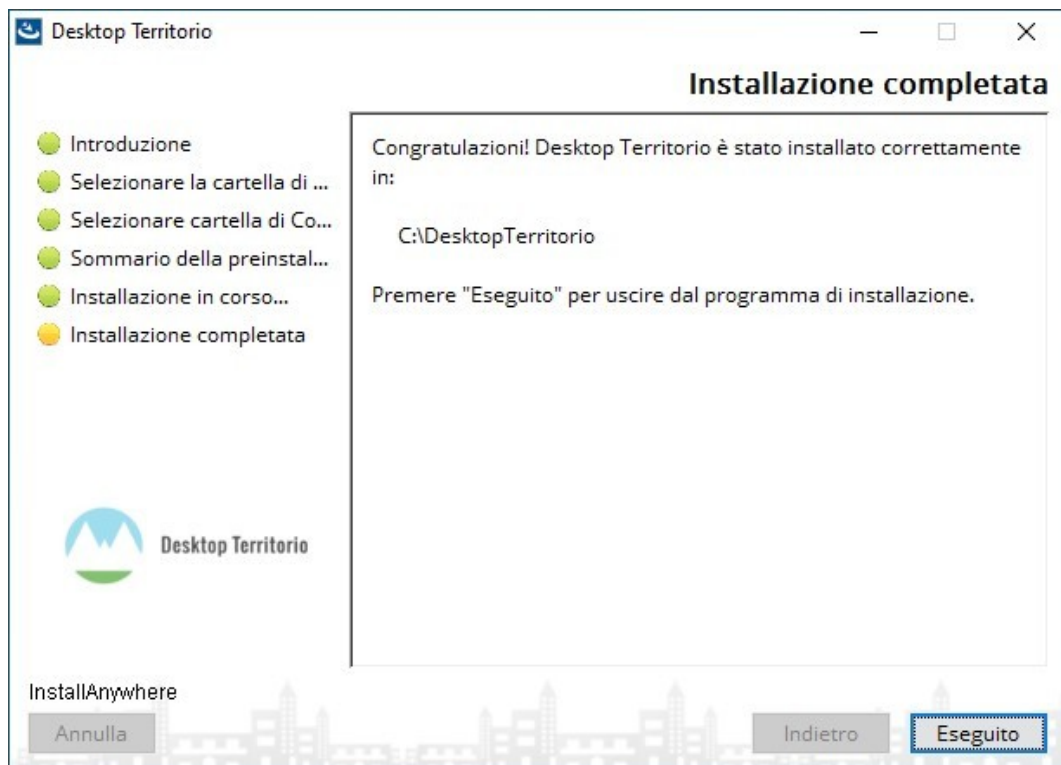 Desktop Territorio
Installazione completata
Introduzione
Selezionare la cartella di ...
Selezionare cartella di Co...
Sommario della preinstal...
Installazione in corso...
Installazione completata
Congratulazioni! Desktop Territorio è stato installato correttamente
in:
C:\DesktopTerritorio
Premere "Eseguito" per uscire dal programma di installazione.
Desktop Territorio
InstallAnywhere
Annulla
Indietro
Eseguito